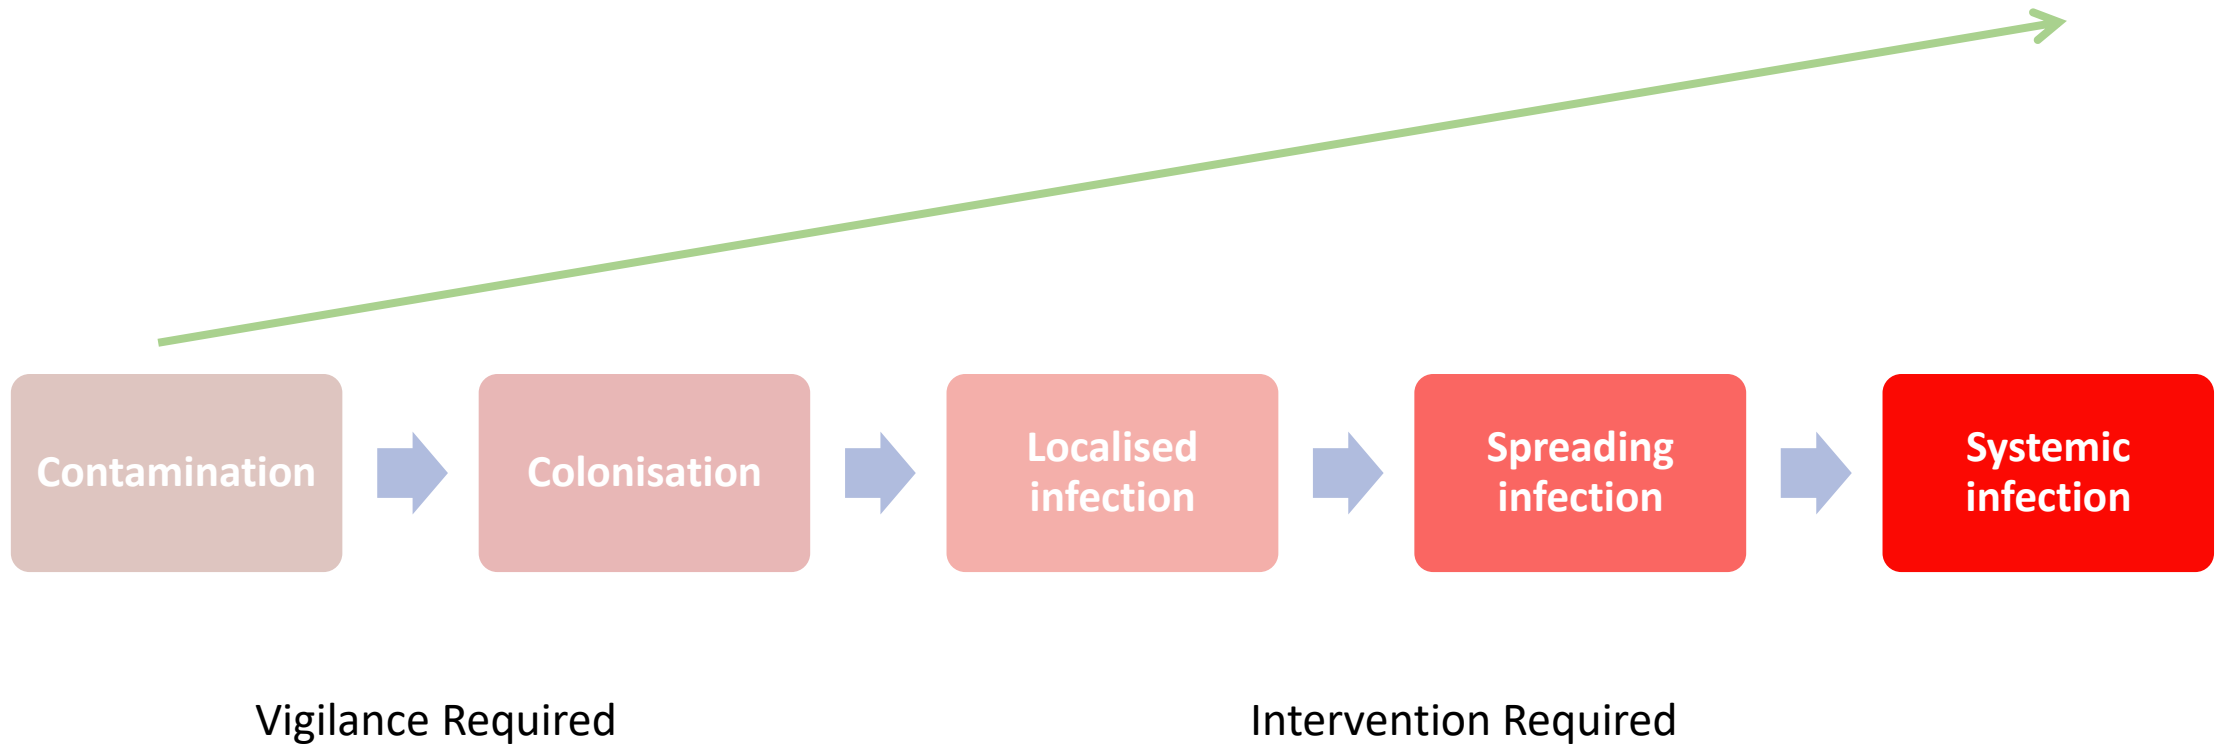 Contamination
Colonisation
Localised
infection
Spreading
infection
Systemic
infection
Vigilance Required
Intervention Required